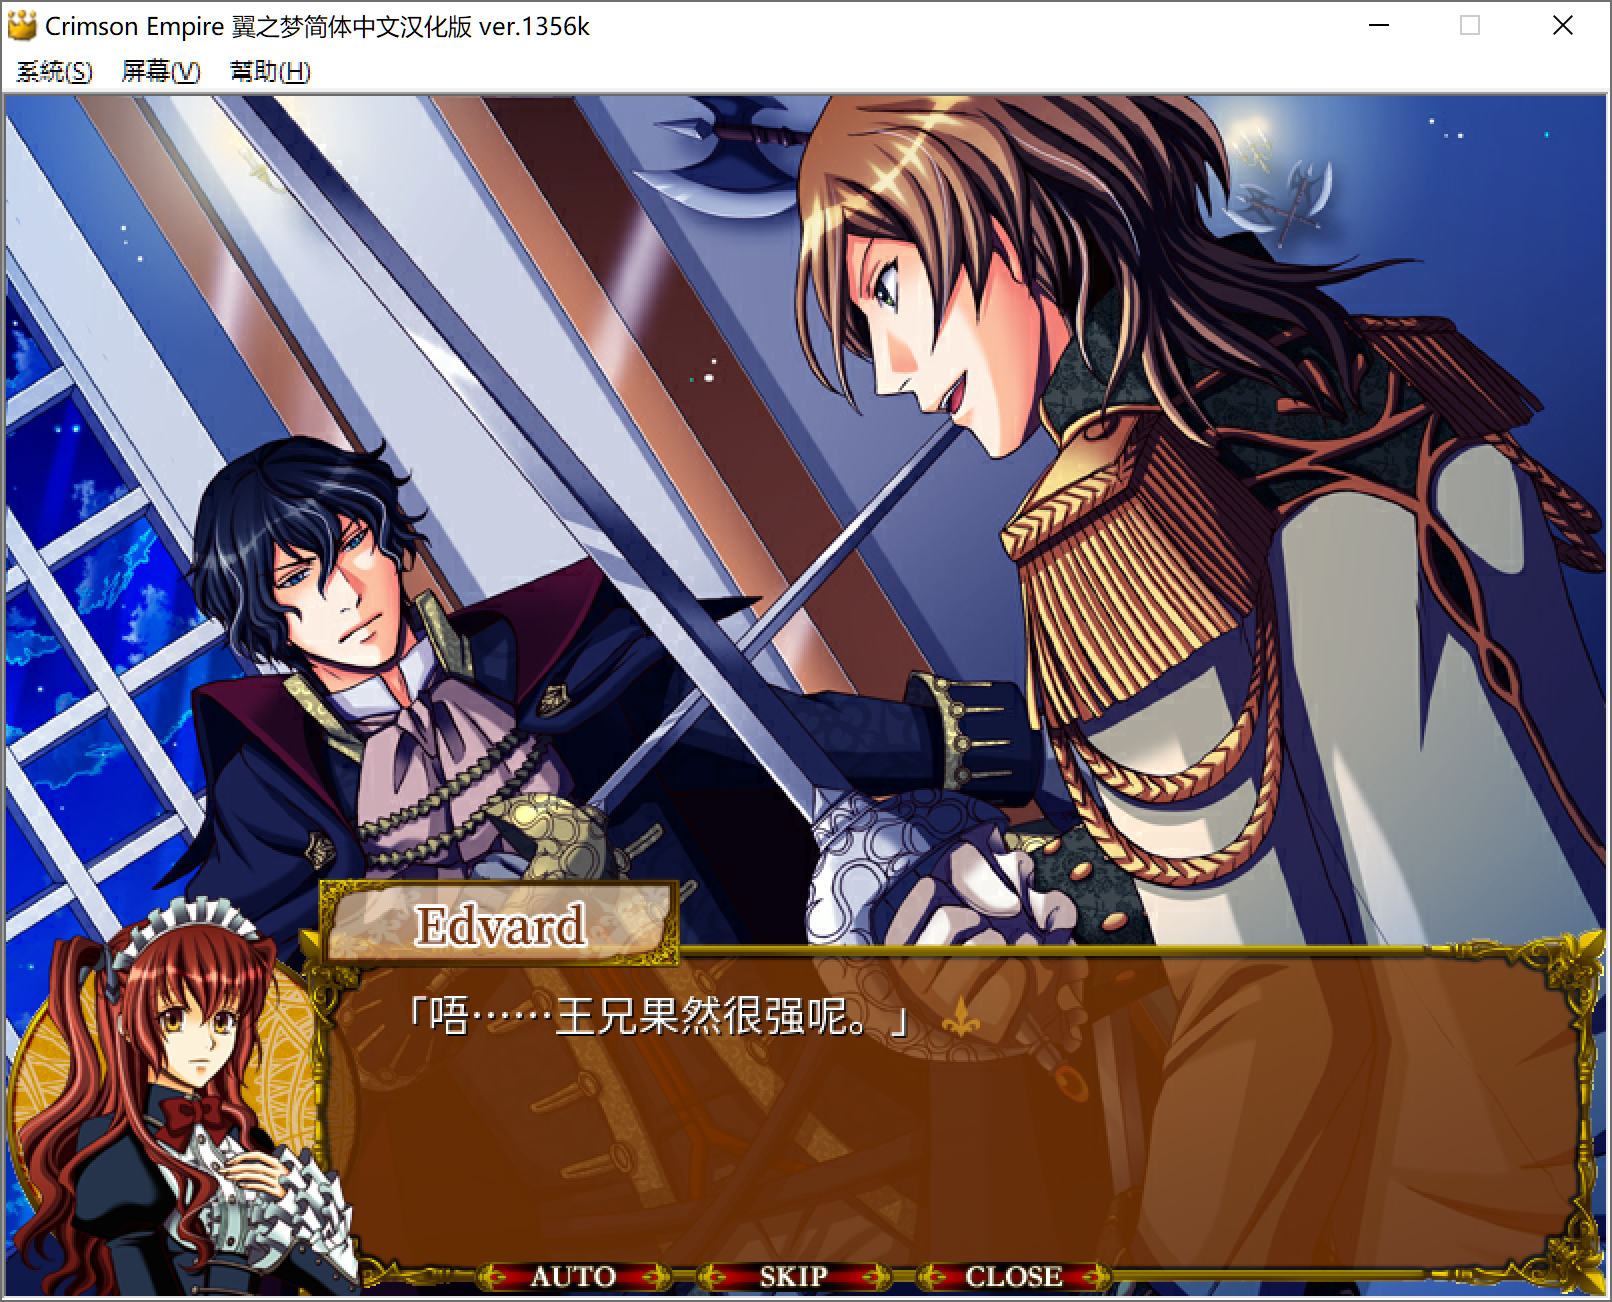 Crimson Empire 翼之梦简体中文汉化版 ver.1356k
系統(S) 屏幕(V) 幫助(H)
Edvard
「唔……王兄果然很强呢。」
AUTO SKIP CLOSE